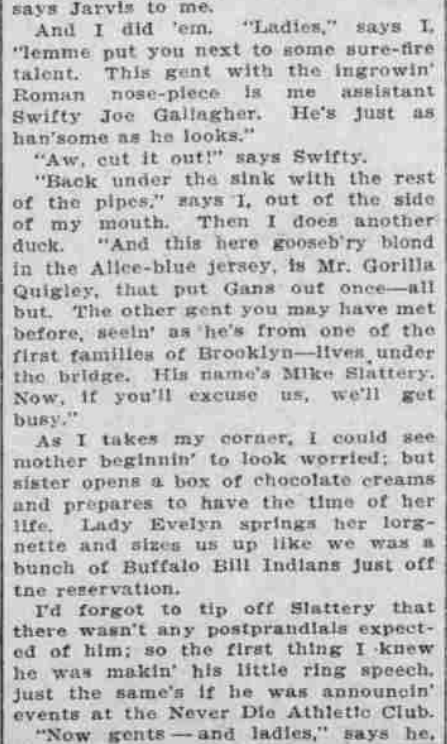 says Jarvis to me.
And I did 'em. "Ladies," says I,
"lemme put you next to some sure-fire
talent. This gent with the ingrowin'
Roman nose-piece is me assistant
Swifty Joe Gallagher. He's just as
han'some as he looks."
"Aw, cut it out!" says Swifty.
"Back under the sink with the rest
of the pipes," says I, out of the side
of my mouth. Then I does another
duck. "And this here gooseb'ry blond
in the Alice-blue jersey, is Mr. Gorilla
Quigley, that put Gans out once—all
but. The other gent you may have met
before, seein' as he's from one of the
first families of Brooklyn—lives under
the bridge. His name's Mike Slattery.
Now, if you'll excuse us, we'll get
busy."
As I takes my corner, I could see
mother beginnin' to look worried; but
sister opens a box of chocolate creams
and prepares to have the time of her
life. Lady Evelyn springs her lorg-
nette and sizes us up like we was a
bunch of Buffalo Bill Indians just off
tne reservation.
I'd forgot to tip off Slattery that
there wasn't any postprandials expect-
ed of him; so the first thing I knew
he was makin' his little ring speech,
just the same's if he was announcin'
events at the Never Die Athletic Club.
"Now gents — and ladies," says he,